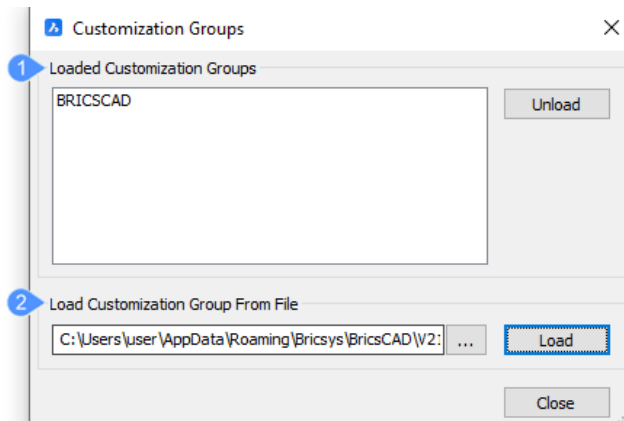 Customization Groups
1 Loaded Customization Groups
BRICSCAD
Unload
2 Load Customization Group From File
C:\Users\user\AppData\Roaming\Bricsys\BricsCAD\V21 ... Load
Close